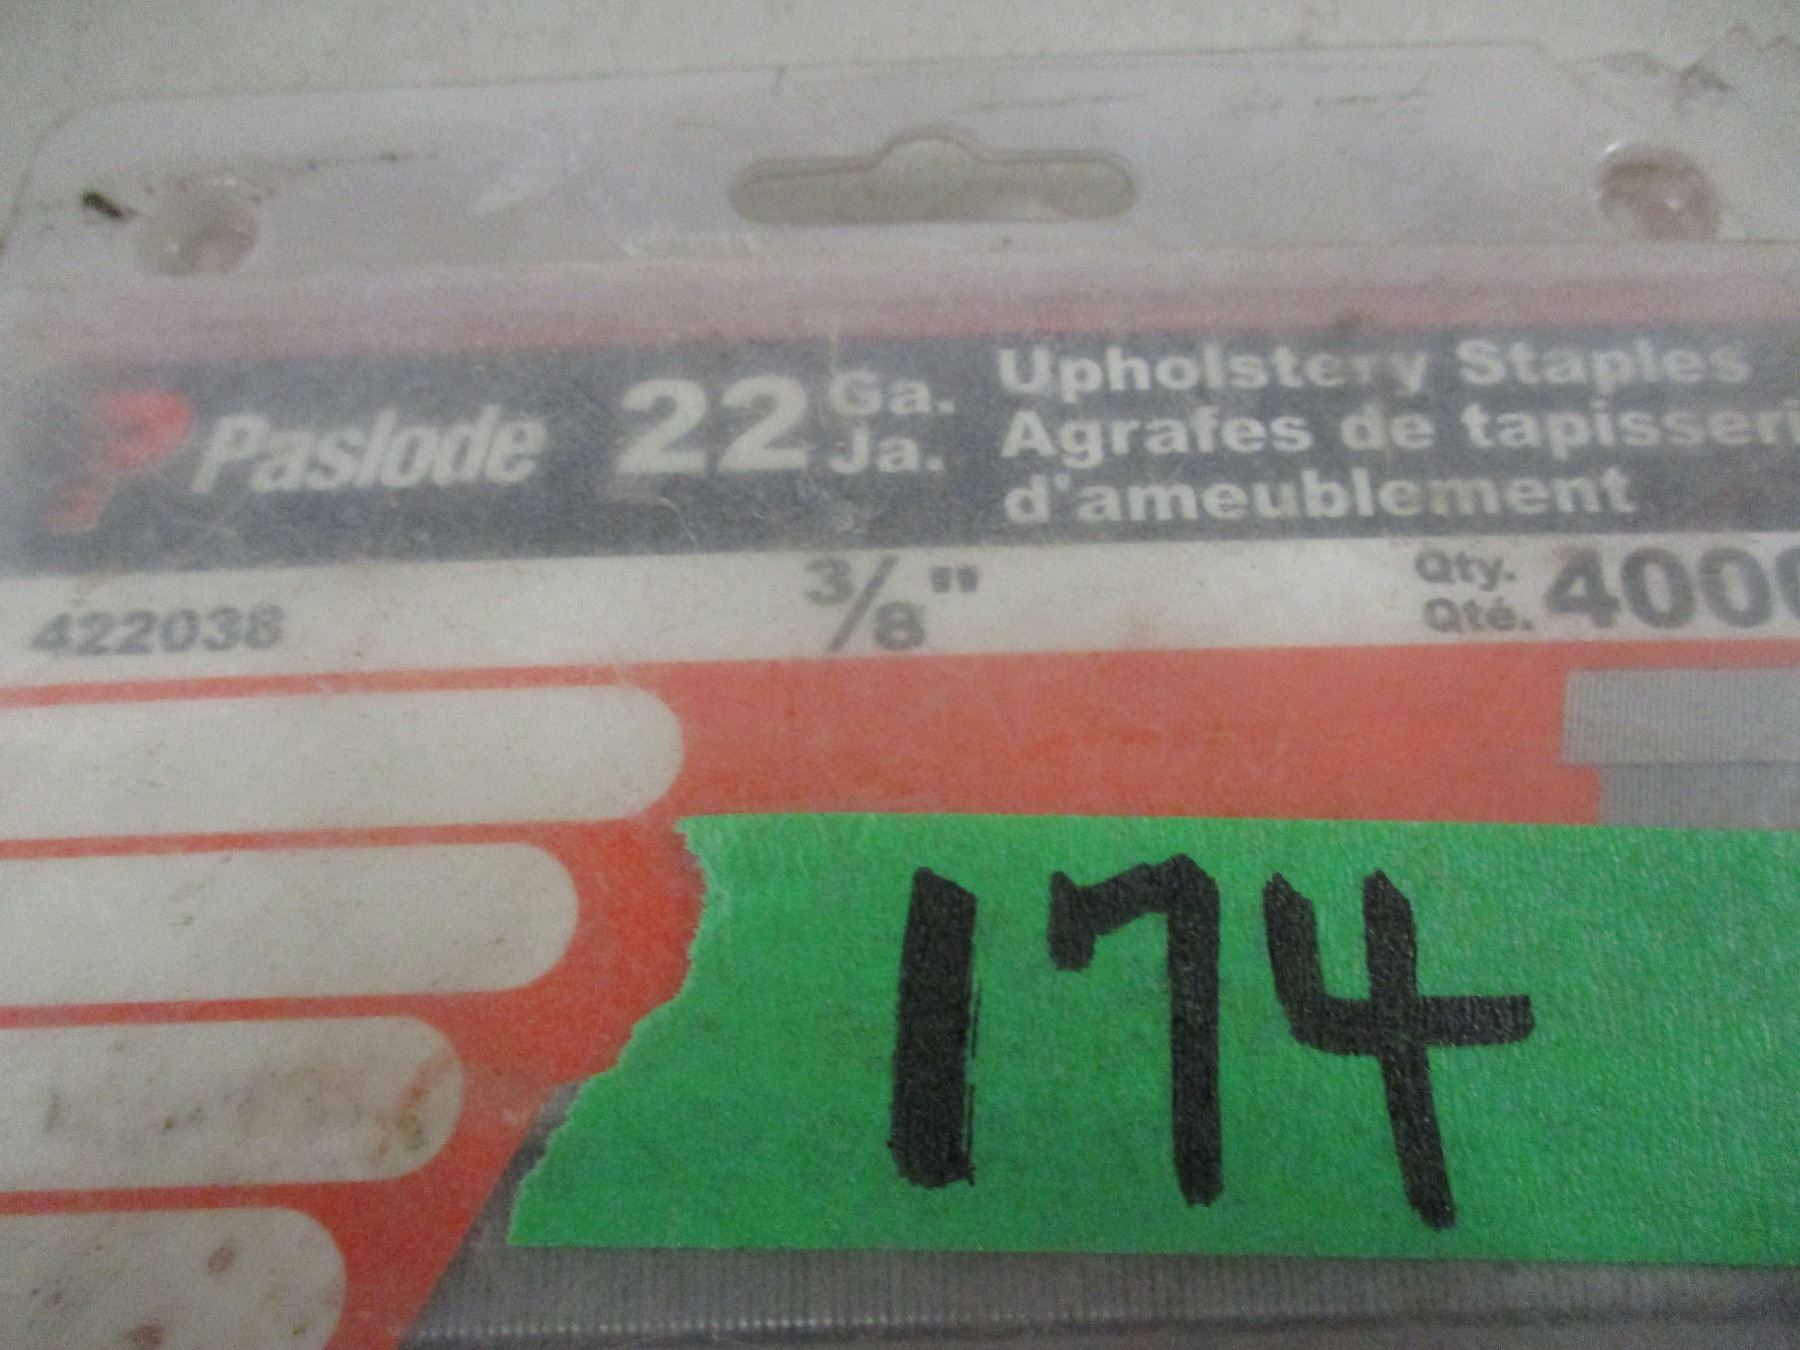 Paslode 22 Ga. Ja.
Upholstery Staples
Agrafes de tapisseri
d'ameublement
422038 3/8" Qty. Qté. 4000
174